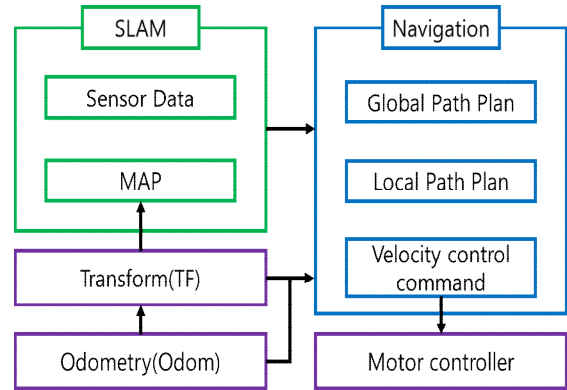 SLAM
Sensor Data
MAP
Transform(TF)
Odometry(Odom)
Navigation
Global Path Plan
Local Path Plan
Velocity control
command
Motor controller